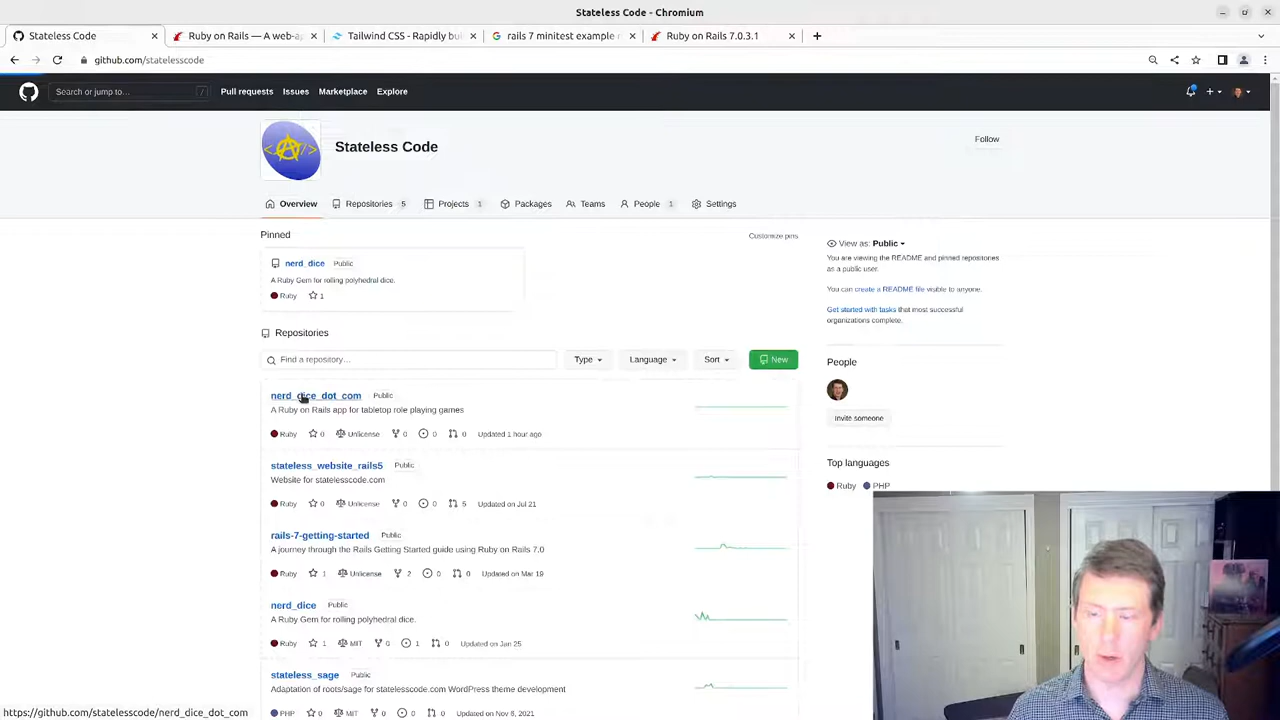 Stateless Code - Chromium
Stateless Code
Ruby on Rails — A web-a
Tailwind CSS - Rapidly bu
rails 7 minitest example
Ruby on Rails 7.0.3.1
github.com/statelesscode
Search or jump to… /
Pull requests Issues Marketplace Explore
Stateless Code
Follow
Overview Repositories 5 Projects 1 Packages Teams People 1 Settings
Pinned
Customize pins
nerd_dice Public
A Ruby Gem for rolling polyhedral dice.
Ruby 1
View as: Public
You are viewing the README and pinned repositories
as a public user.
You can create a README file visible to anyone.
Get started with tasks that most successful
organizations complete.
Repositories
Find a repository…
Type Language Sort New
People
Invite someone
Top languages
Ruby PHP
nerd_dice_dot_com Public
A Ruby on Rails app for tabletop role playing games
Ruby 0 Unlicense 0 0 0 Updated 1 hour ago
stateless_website_rails5 Public
Website for statelesscode.com
Ruby 0 Unlicense 0 0 5 Updated on Jul 21
rails-7-getting-started Public
A journey through the Rails Getting Started guide using Ruby on Rails 7.0
Ruby 1 Unlicense 2 0 0 Updated on Mar 19
nerd_dice Public
A Ruby Gem for rolling polyhedral dice.
Ruby 1 MIT 0 1 0 Updated on Jan 25
stateless_sage Public
Adaptation of roots/sage for statelesscode.com WordPress theme development
PHP 0 MIT 0 0 0 Updated on Nov 8, 2021
https://github.com/statelesscode/nerd_dice_dot_com